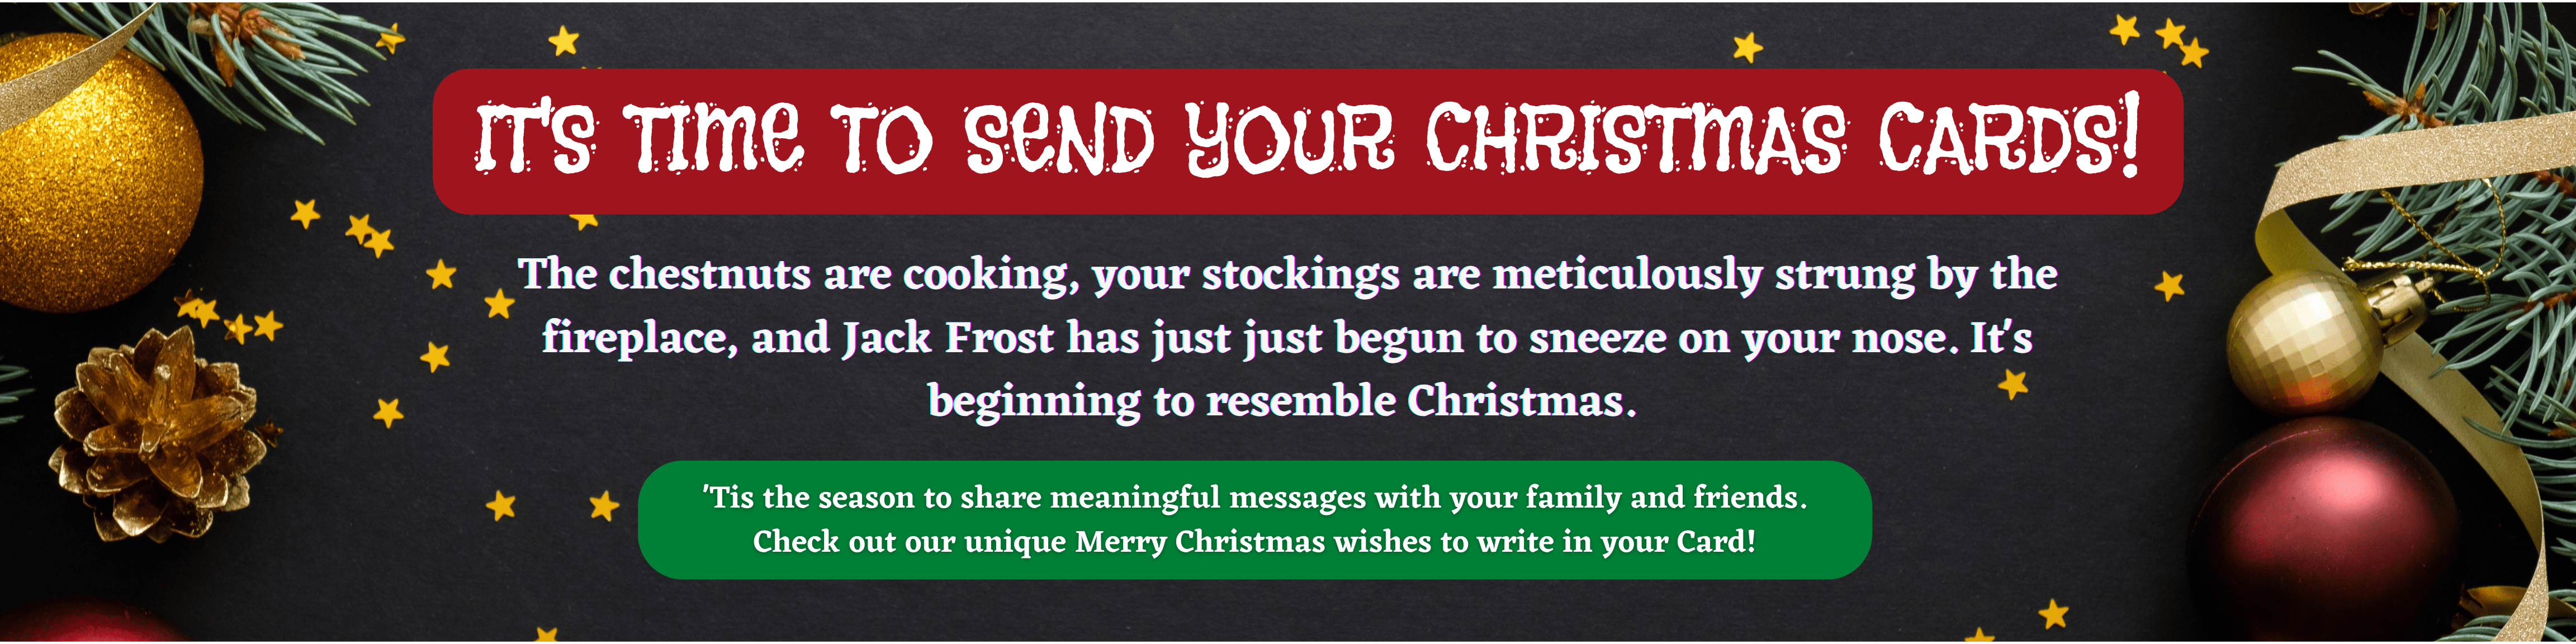 IT'S TIME TO SEND YOUR CHRISTMAS CARDS!
The chestnuts are cooking, your stockings are meticulously strung by the
fireplace, and Jack Frost has just just begun to sneeze on your nose. It's
beginning to resemble Christmas.
'Tis the season to share meaningful messages with your family and friends.
Check out our unique Merry Christmas wishes to write in your Card!